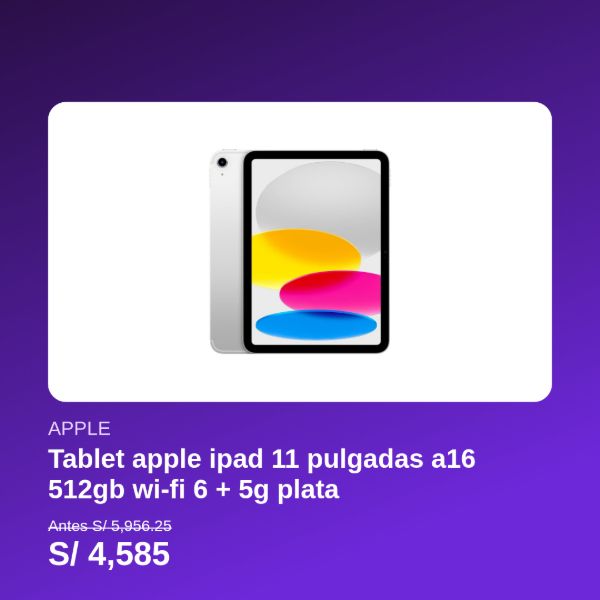 APPLE
Tablet apple ipad 11 pulgadas a16
512gb wi-fi 6 + 5g plata
Antes S/ 5,956.25
S/ 4,585